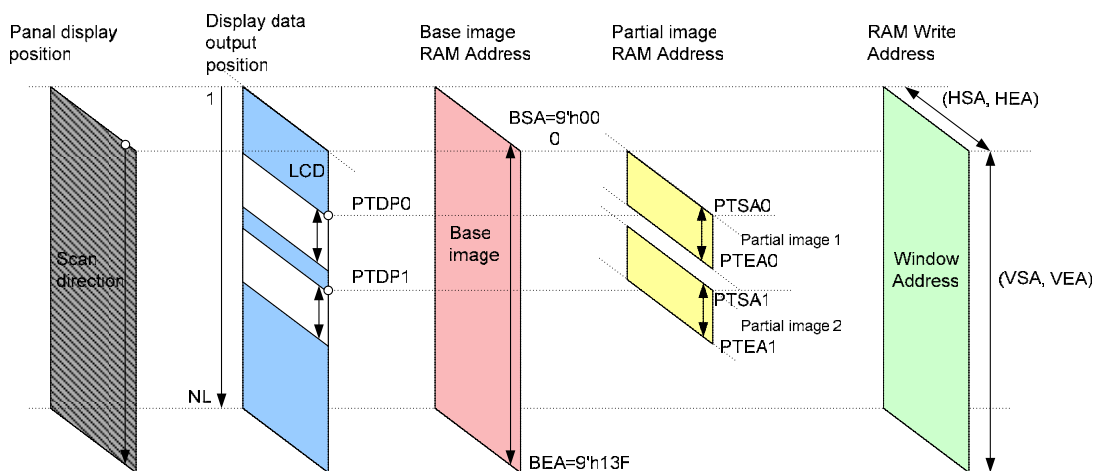 Panal display
position
Display data
output
position
Base image
RAM Address
Partial image
RAM Address
RAM Write
Address
1
BSA=9'h00
0
(HSA, HEA)
LCD
PTDP0
PTSA0
Partial image 1
PTEA0
Scan
direction
Base
image
Window
Address
(VSA, VEA)
PTDP1
PTSA1
Partial image 2
PTEA1
NL
BEA=9'h13F